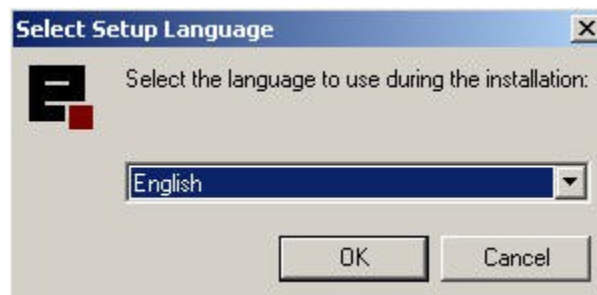 Select Setup Language
Select the language to use during the installation:
English
OK
Cancel